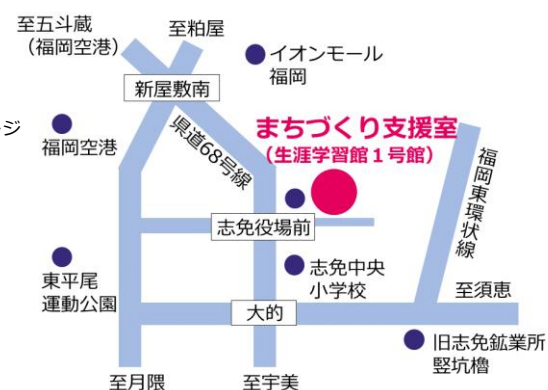 至五斗蔵
（福岡空港）
至粕屋
イオンモール
福岡
新屋敷南
ージ
福岡空港
県道68号線
まちづくり支援室
（生涯学習館１号館）
福岡東環状線
志免役場前
東平尾
運動公園
志免中央
小学校
至須恵
大的
旧志免鉱業所
竪坑櫓
至月隈
至宇美